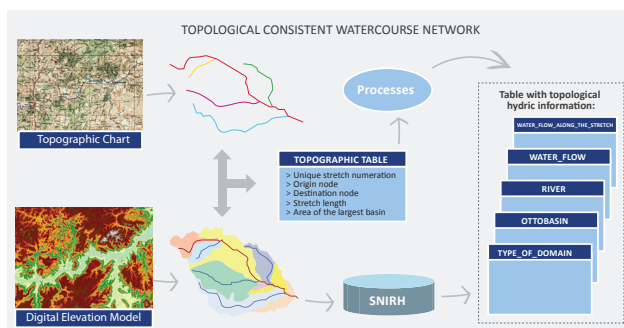 TOPOLOGICAL CONSISTENT WATERCOURSE NETWORK
Topographic Chart
Processes
Table with topological
hydric information:
WATER_FLOW_ALONG_THE_STRETCH
WATER_FLOW
RIVER
OTTOBASIN
TYPE_OF_DOMAIN
TOPOGRAPHIC TABLE
> Unique stretch numeration
> Origin node
> Destination node
> Stretch length
> Area of the largest basin
Digital Elevation Model
SNIRH